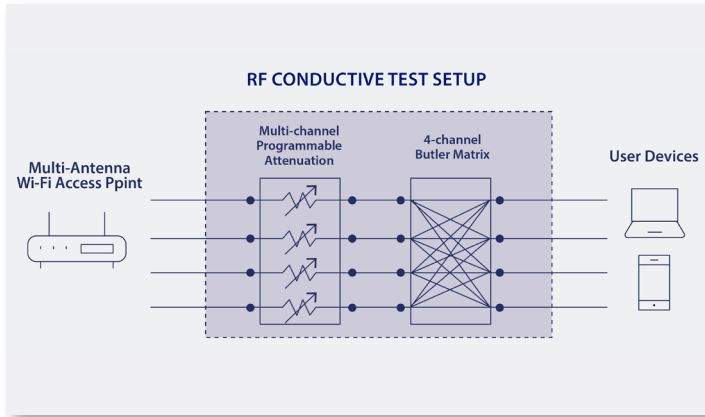 RF CONDUCTIVE TEST SETUP
Multi-channel
Programmable
Attenuation
4-channel
Butler Matrix
Multi-Antenna
Wi-Fi Access Ppint
User Devices